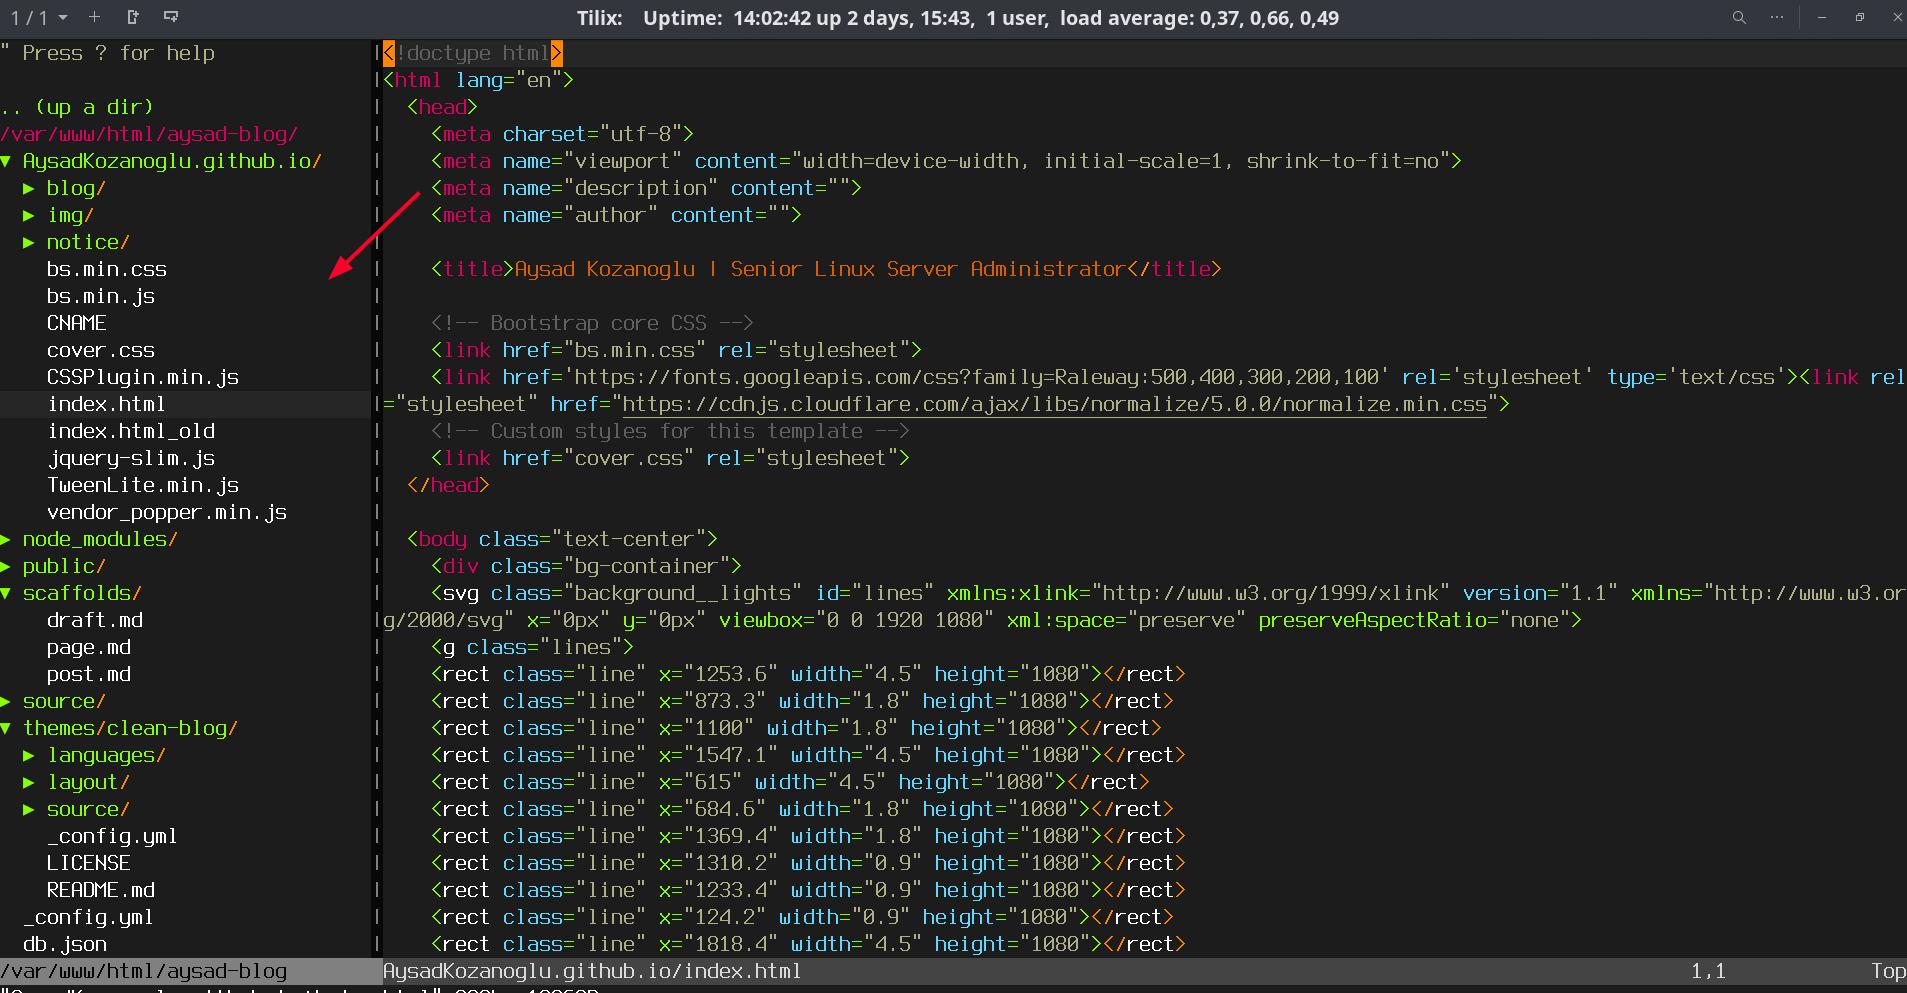 1 / 1
Tilix:   Uptime:  14:02:42 up 2 days, 15:43,  1 user,  load average: 0,37, 0,66, 0,49
" Press ? for help
.. (up a dir)
/var/www/html/aysad-blog/
▼ AysadKozanoglu.github.io/
▶ blog/
▶ img/
▶ notice/
bs.min.css
bs.min.js
CNAME
cover.css
CSSPlugin.min.js
index.html
index.html_old
jquery-slim.js
TweenLite.min.js
vendor_popper.min.js
▶ node_modules/
▶ public/
▼ scaffolds/
draft.md
page.md
post.md
▶ source/
▼ themes/clean-blog/
▶ languages/
▶ layout/
▶ source/
_config.yml
LICENSE
README.md
_config.yml
db.json
/var/www/html/aysad-blog
<!doctype html>
<html lang="en">
<head>
<meta charset="utf-8">
<meta name="viewport" content="width=device-width, initial-scale=1, shrink-to-fit=no">
<meta name="description" content="">
<meta name="author" content="">
<title>Aysad Kozanoglu | Senior Linux Server Administrator</title>
<!-- Bootstrap core CSS -->
<link href="bs.min.css" rel="stylesheet">
<link href='https://fonts.googleapis.com/css?family=Raleway:500,400,300,200,100' rel='stylesheet' type='text/css'><link rel
="stylesheet" href="https://cdnjs.cloudflare.com/ajax/libs/normalize/5.0.0/normalize.min.css">
<!-- Custom styles for this template -->
<link href="cover.css" rel="stylesheet">
</head>
<body class="text-center">
<div class="bg-container">
<svg class="background__lights" id="lines" xmlns:xlink="http://www.w3.org/1999/xlink" version="1.1" xmlns="http://www.w3.or
g/2000/svg" x="0px" y="0px" viewbox="0 0 1920 1080" xml:space="preserve" preserveAspectRatio="none">
<g class="lines">
<rect class="line" x="1253.6" width="4.5" height="1080"></rect>
<rect class="line" x="873.3" width="1.8" height="1080"></rect>
<rect class="line" x="1100" width="1.8" height="1080"></rect>
<rect class="line" x="1547.1" width="4.5" height="1080"></rect>
<rect class="line" x="615" width="4.5" height="1080"></rect>
<rect class="line" x="684.6" width="1.8" height="1080"></rect>
<rect class="line" x="1369.4" width="1.8" height="1080"></rect>
<rect class="line" x="1310.2" width="0.9" height="1080"></rect>
<rect class="line" x="1233.4" width="0.9" height="1080"></rect>
<rect class="line" x="124.2" width="0.9" height="1080"></rect>
<rect class="line" x="1818.4" width="4.5" height="1080"></rect>
AysadKozanoglu.github.io/index.html 1,1 Top